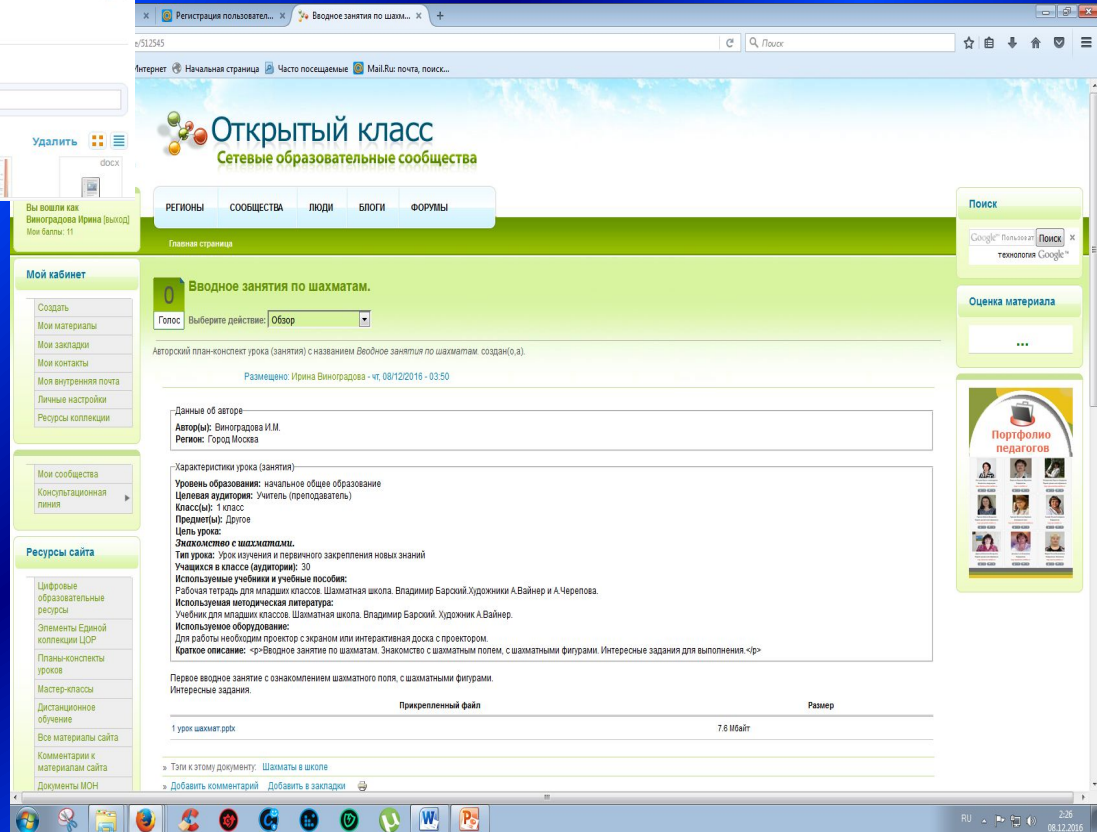 Регистрация пользовател...
Вводное занятия по шахм...
e/512545
Поиск
Начальная страница
Часто посещаемые
Mail.Ru: почта, поиск...
Удалить
docx
Открытый класс
Сетевые образовательные сообщества
Вы вошли как
Виноградова Ирина [выход]
Мои баллы: 11
РЕГИОНЫ СООБЩЕСТВА ЛЮДИ БЛОГИ ФОРУМЫ
Главная страница
Поиск
Google™ Пользоват Поиск
технология Google™
Оценка материала
...
Портфолио
педагогов
Мой кабинет
Создать
Мои материалы
Мои закладки
Мои контакты
Моя внутренняя почта
Личные настройки
Ресурсы коллекции
Мои сообщества
Консультационная
линия
Ресурсы сайта
Цифровые
образовательные
ресурсы
Элементы Единой
коллекции ЦОР
Планы-конспекты
уроков
Мастер-классы
Дистанционное
обучение
Все материалы сайта
Комментарии к
материалам сайта
Документы МОН
0
Голос
Вводное занятия по шахматам.
Выберите действие: Обзор
Авторский план-конспект урока (занятия) с названием Вводное занятия по шахматам. создан(о,а).
Размещено: Ирина Виноградова - чт, 08/12/2016 - 03:50
Данные об авторе
Автор(ы): Виноградова И.М.
Регион: Город Москва
Характеристики урока (занятия)
Уровень образования: начальное общее образование
Целевая аудитория: Учитель (преподаватель)
Класс(ы): 1 класс
Предмет(ы): Другое
Цель урока:
Знакомство с шахматами.
Тип урока: Урок изучения и первичного закрепления новых знаний
Учащихся в классе (аудитории): 30
Используемые учебники и учебные пособия:
Рабочая тетрадь для младших классов. Шахматная школа. Владимир Барский.Художники А.Вайнер и А.Черепова.
Используемая методическая литература:
Учебник для младших классов. Шахматная школа. Владимир Барский. Художник А.Вайнер.
Используемое оборудование:
Для работы необходим проектор с экраном или интерактивная доска с проектором.
Краткое описание: <p>Вводное занятие по шахматам. Знакомство с шахматным полем, с шахматными фигурами. Интересные задания для выполнения.</p>
Первое вводное занятие с ознакомлением шахматного поля, с шахматными фигурами.
Интересные задания.
Прикрепленный файл Размер
1 урок шахмат.pptx 7.6 Мбайт
» Тэги к этому документу: Шахматы в школе
» Добавить комментарий Добавить в закладки
RU
2:26
08.12.2016